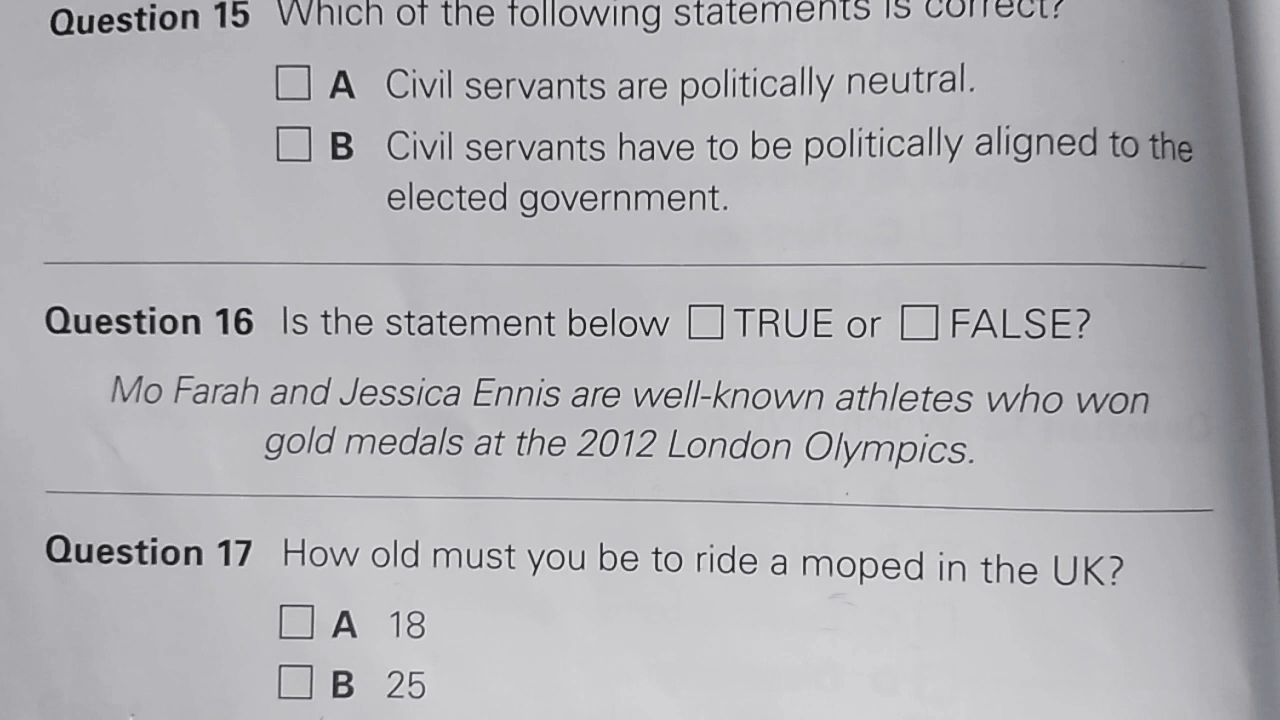 Question 15 Which of the following statements is correct?
A Civil servants are politically neutral.
B Civil servants have to be politically aligned to the
elected government.
Question 16 Is the statement below TRUE or FALSE?
Mo Farah and Jessica Ennis are well-known athletes who won
gold medals at the 2012 London Olympics.
Question 17 How old must you be to ride a moped in the UK?
A 18
B 25